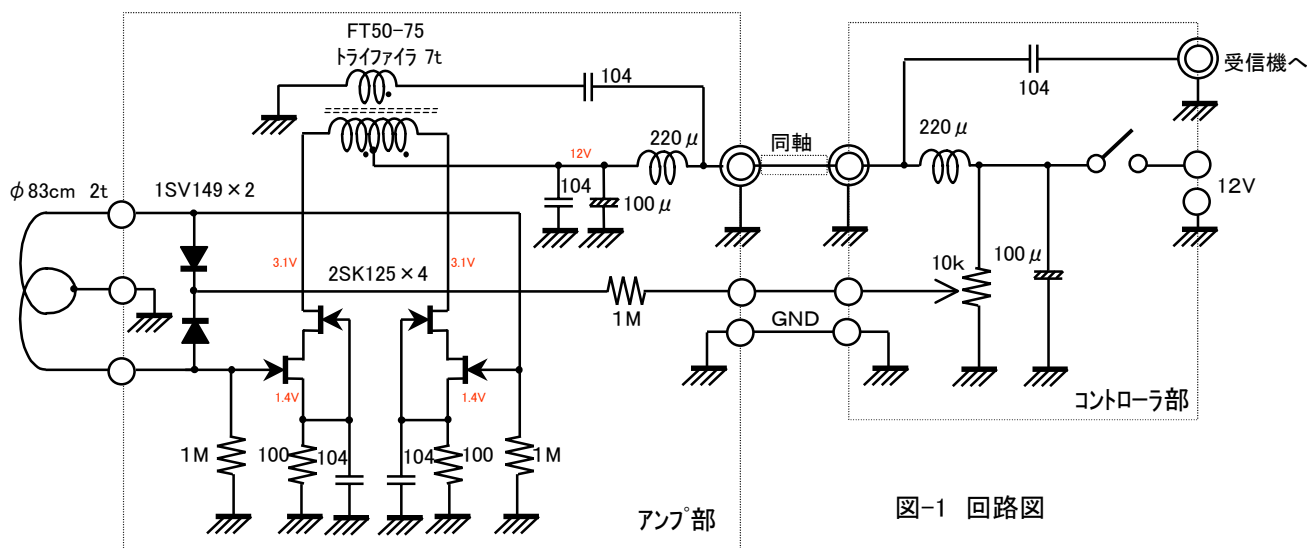 FT50-75
トライファイラ 7t
104
104
受信機へ
220μ
同軸
220μ
12V
104
100μ
12V
φ83cm 2t
1SV149×2
3.1V
3.1V
2SK125×4
100μ
10k
1M
GND
1.4V
1.4V
コントローラ部
1M
100
104
104
100
1M
アンプ部
図-1 回路図